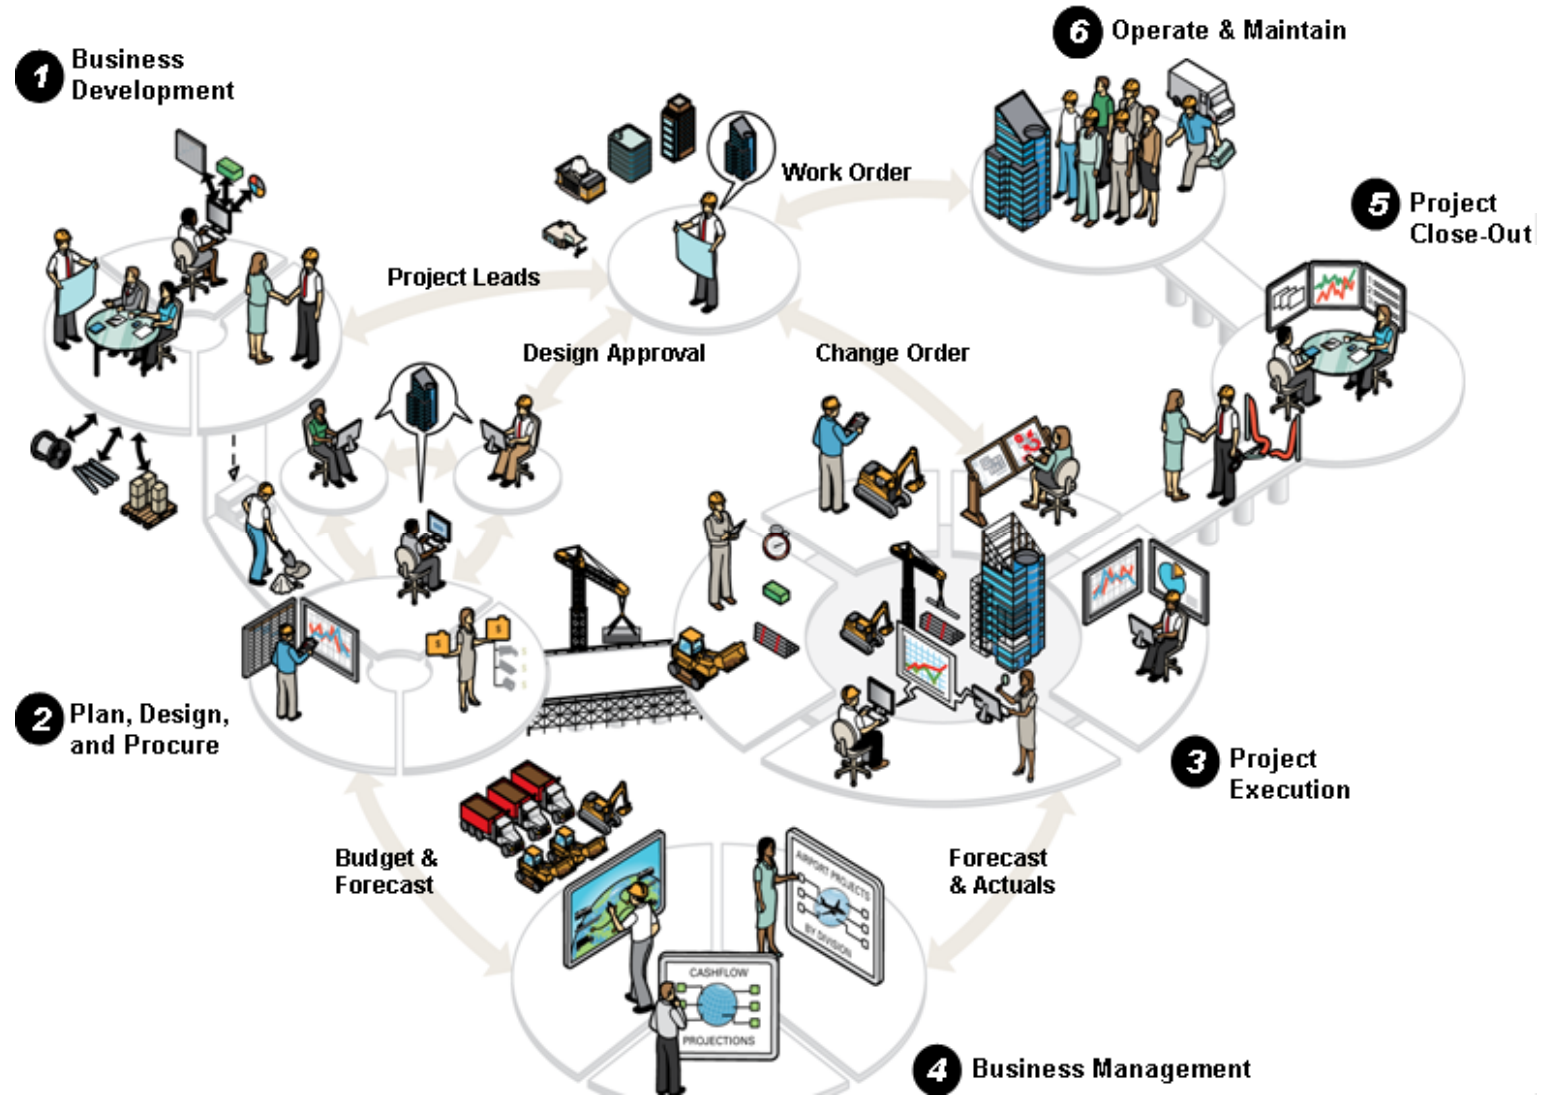 1 Business
Development
6 Operate & Maintain
Work Order
5 Project
Close-Out
Project Leads
Design Approval
Change Order
2 Plan, Design,
and Procure
$
$
3 Project
Execution
Budget &
Forecast
Forecast
& Actuals
AIRPORT PROJECTS
BY DIVISION
CASHFLOW
PROJECTIONS
4 Business Management